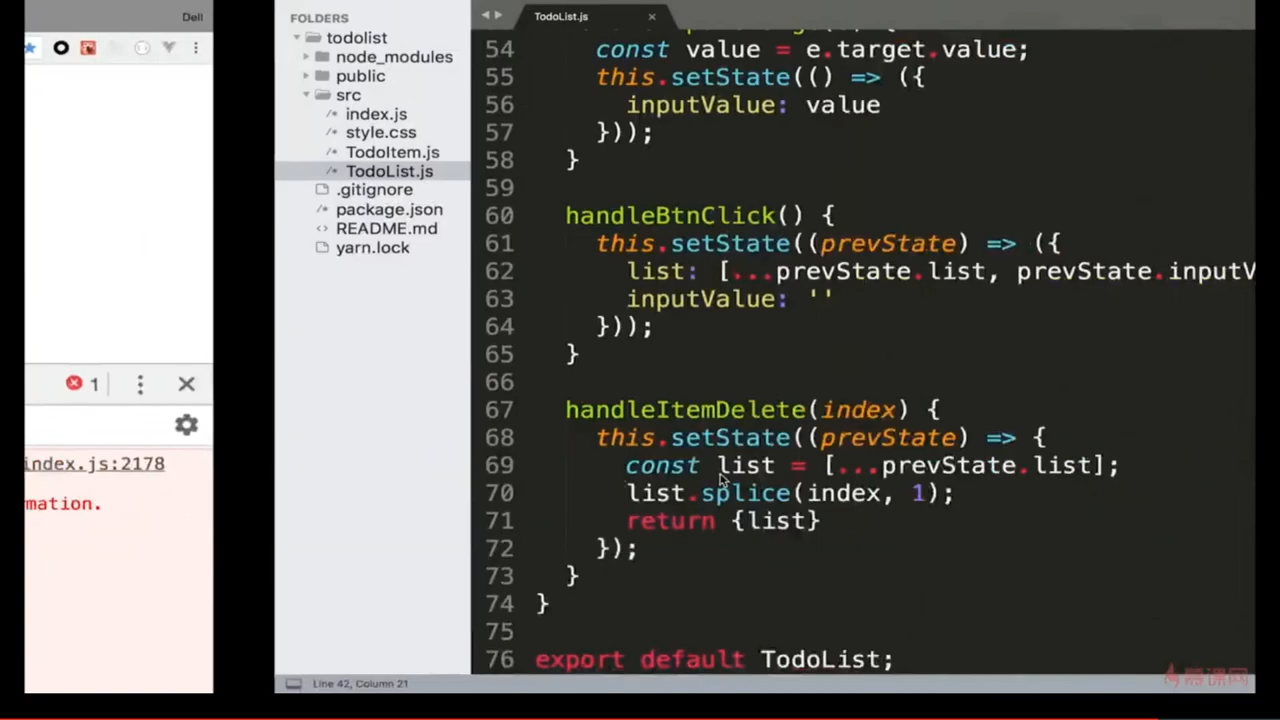 Dell
1
index.js:2178
rmation.
FOLDERS
todolist
node_modules
public
src
index.js
style.css
TodoItem.js
TodoList.js
.gitignore
package.json
README.md
yarn.lock
TodoList.js
54 const value = e.target.value;
55 this.setState(() => ({
56 inputValue: value
57 }));
58 }
59
60 handleBtnClick() {
61 this.setState((prevState) => ({
62 list: [...prevState.list, prevState.inputV
63 inputValue: ''
64 }));
65 }
66
67 handleItemDelete(index) {
68 this.setState((prevState) => {
69 const list = [...prevState.list];
70 list.splice(index, 1);
71 return {list}
72 });
73 }
74 }
75
76 export default TodoList;
Line 42, Column 21
慕课网